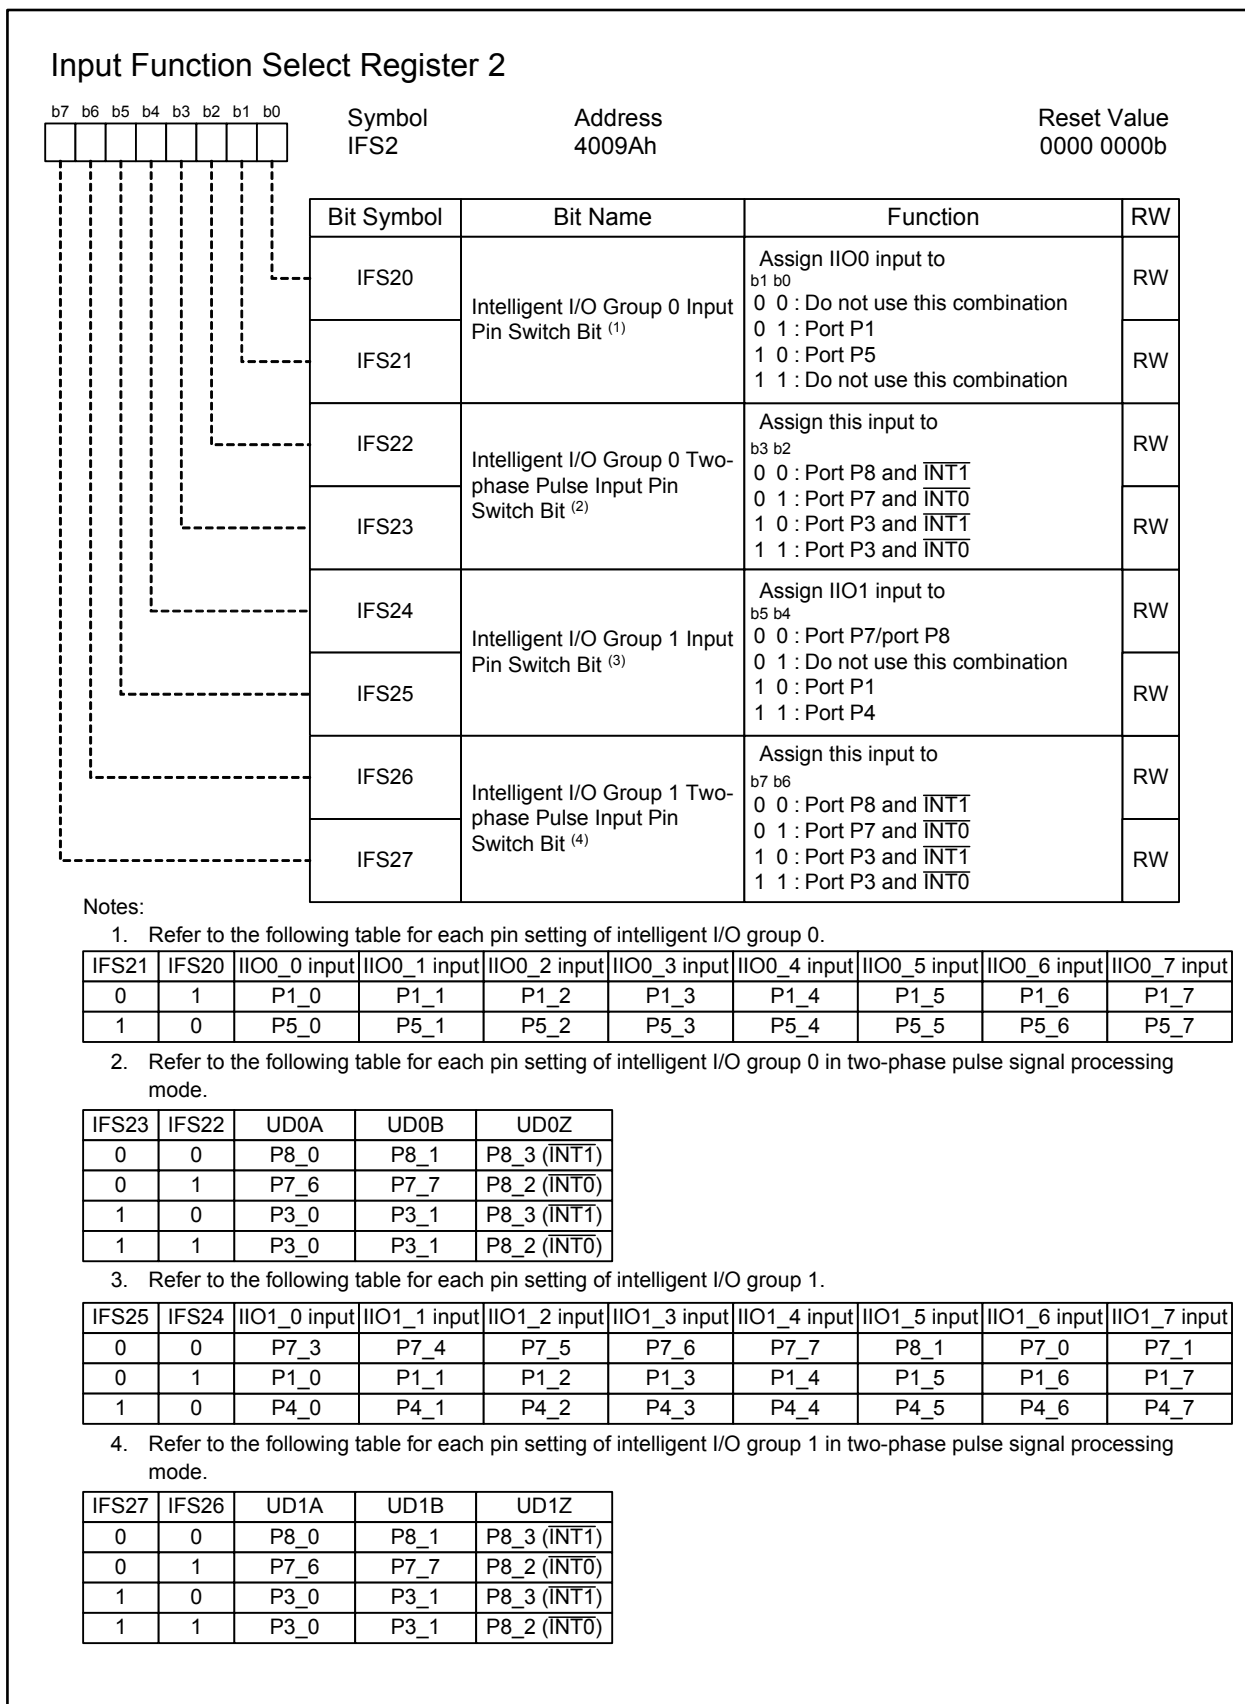 Input Function Select Register 2
b7 b6 b5 b4 b3 b2 b1 b0
Symbol Address Reset Value
IFS2 4009Ah 0000 0000b
Bit Symbol Bit Name Function RW
IFS20 Intelligent I/O Group 0 Input Pin Switch Bit (1) Assign IIO0 input to RW
b1 b0
0 0 : Do not use this combination
0 1 : Port P1
IFS21 1 0 : Port P5 RW
1 1 : Do not use this combination
IFS22 Intelligent I/O Group 0 Two-phase Pulse Input Pin Switch Bit (2) Assign this input to RW
b3 b2
0 0 : Port P8 and INT1
0 1 : Port P7 and INT0
IFS23 1 0 : Port P3 and INT1 RW
1 1 : Port P3 and INT0
IFS24 Intelligent I/O Group 1 Input Pin Switch Bit (3) Assign IIO1 input to RW
b5 b4
0 0 : Port P7/port P8
0 1 : Do not use this combination
IFS25 1 0 : Port P1 RW
1 1 : Port P4
IFS26 Intelligent I/O Group 1 Two-phase Pulse Input Pin Switch Bit (4) Assign this input to RW
b7 b6
0 0 : Port P8 and INT1
0 1 : Port P7 and INT0
IFS27 1 0 : Port P3 and INT1 RW
1 1 : Port P3 and INT0
Notes:
1. Refer to the following table for each pin setting of intelligent I/O group 0.
IFS21 IFS20 IIO0_0 input IIO0_1 input IIO0_2 input IIO0_3 input IIO0_4 input IIO0_5 input IIO0_6 input IIO0_7 input
0 1 P1_0 P1_1 P1_2 P1_3 P1_4 P1_5 P1_6 P1_7
1 0 P5_0 P5_1 P5_2 P5_3 P5_4 P5_5 P5_6 P5_7
2. Refer to the following table for each pin setting of intelligent I/O group 0 in two-phase pulse signal processing
mode.
IFS23 IFS22 UD0A UD0B UD0Z
0 0 P8_0 P8_1 P8_3 (INT1)
0 1 P7_6 P7_7 P8_2 (INT0)
1 0 P3_0 P3_1 P8_3 (INT1)
1 1 P3_0 P3_1 P8_2 (INT0)
3. Refer to the following table for each pin setting of intelligent I/O group 1.
IFS25 IFS24 IIO1_0 input IIO1_1 input IIO1_2 input IIO1_3 input IIO1_4 input IIO1_5 input IIO1_6 input IIO1_7 input
0 0 P7_3 P7_4 P7_5 P7_6 P7_7 P8_1 P7_0 P7_1
0 1 P1_0 P1_1 P1_2 P1_3 P1_4 P1_5 P1_6 P1_7
1 0 P4_0 P4_1 P4_2 P4_3 P4_4 P4_5 P4_6 P4_7
4. Refer to the following table for each pin setting of intelligent I/O group 1 in two-phase pulse signal processing
mode.
IFS27 IFS26 UD1A UD1B UD1Z
0 0 P8_0 P8_1 P8_3 (INT1)
0 1 P7_6 P7_7 P8_2 (INT0)
1 0 P3_0 P3_1 P8_3 (INT1)
1 1 P3_0 P3_1 P8_2 (INT0)